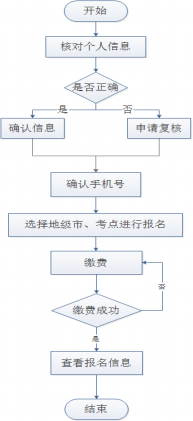 开始
核对个人信息
是否正确
是
否
确认信息
申请复核
确认手机号
选择地级市、考点进行报名
缴费
否
缴费成功
是
查看报名信息
结束